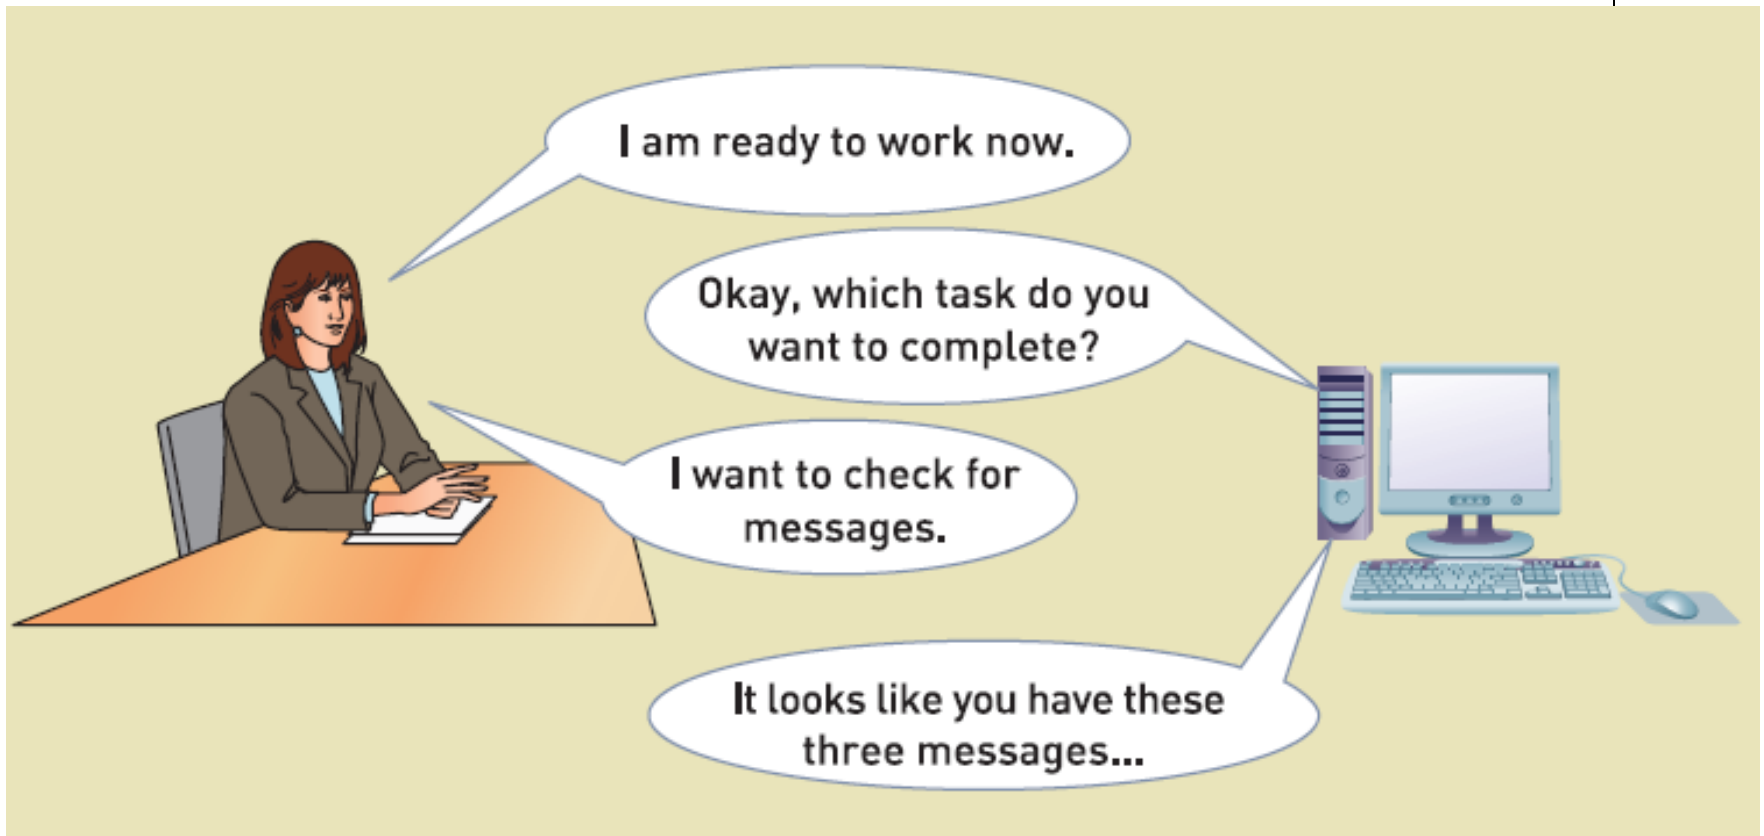 I am ready to work now.
Okay, which task do you
want to complete?
I want to check for
messages.
It looks like you have these
three messages...